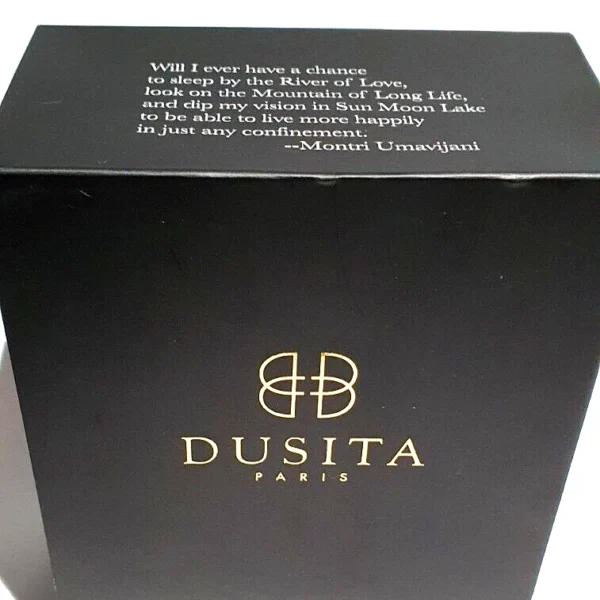 Will I ever have a chance
to sleep by the River of Love,
look on the Mountain of Long Life,
and dip my vision in Sun Moon Lake
to be able to live more happily
in just any confinement.
--Montri Umavijani
DUSITA
PARIS